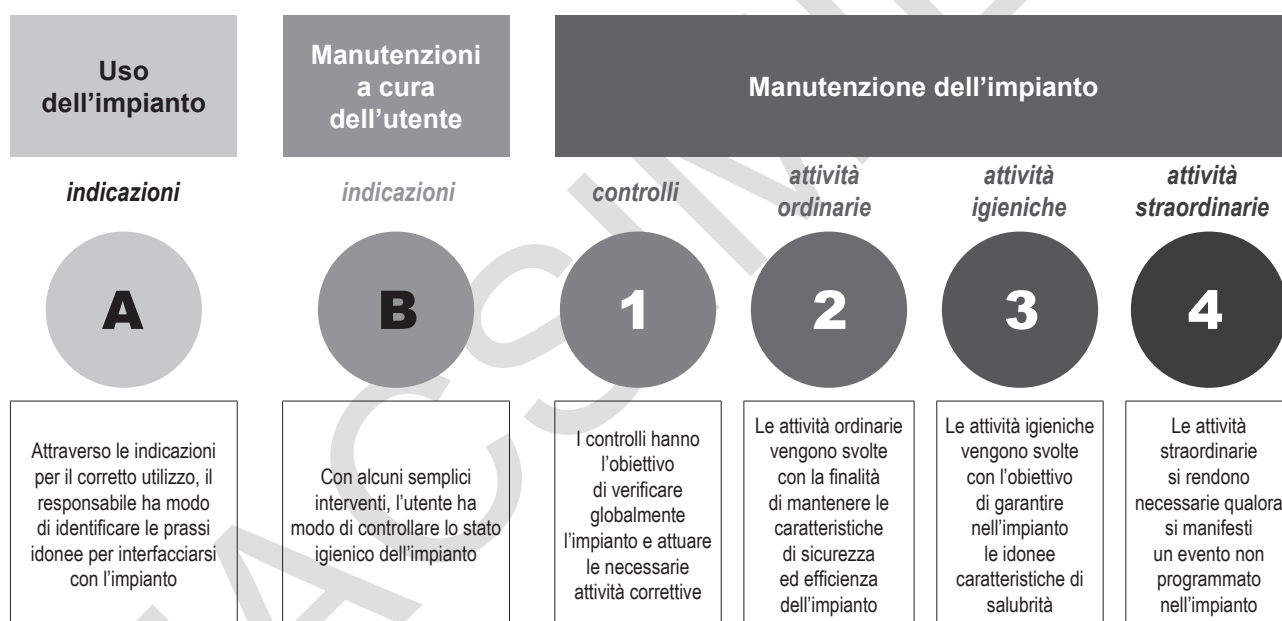 Uso
dell'impianto
Manutenzioni
a cura
dell'utente
Manutenzione dell'impianto
indicazioni
indicazioni
controlli
attività
ordinarie
attività
igieniche
attività
straordinarie
A
B
1
2
3
4
Attraverso le indicazioni
per il corretto utilizzo, il
responsabile ha modo
di identificare le prassi
idonee per interfacciarsi
con l'impianto
Con alcuni semplici
interventi, l'utente ha
modo di controllare lo stato
igienico dell'impianto
I controlli hanno
l'obiettivo
di verificare
globalmente
l'impianto e attuare
le necessarie
attività correttive
Le attività ordinarie
vengono svolte
con la finalità
di mantenere le
caratteristiche
di sicurezza
ed efficienza
dell'impianto
Le attività igieniche
vengono svolte
con l'obiettivo
di garantire
nell'impianto
le idonee
caratteristiche di
salubrità
Le attività
straordinarie
si rendono
necessarie qualora
si manifesti
un evento non
programmato
nell'impianto